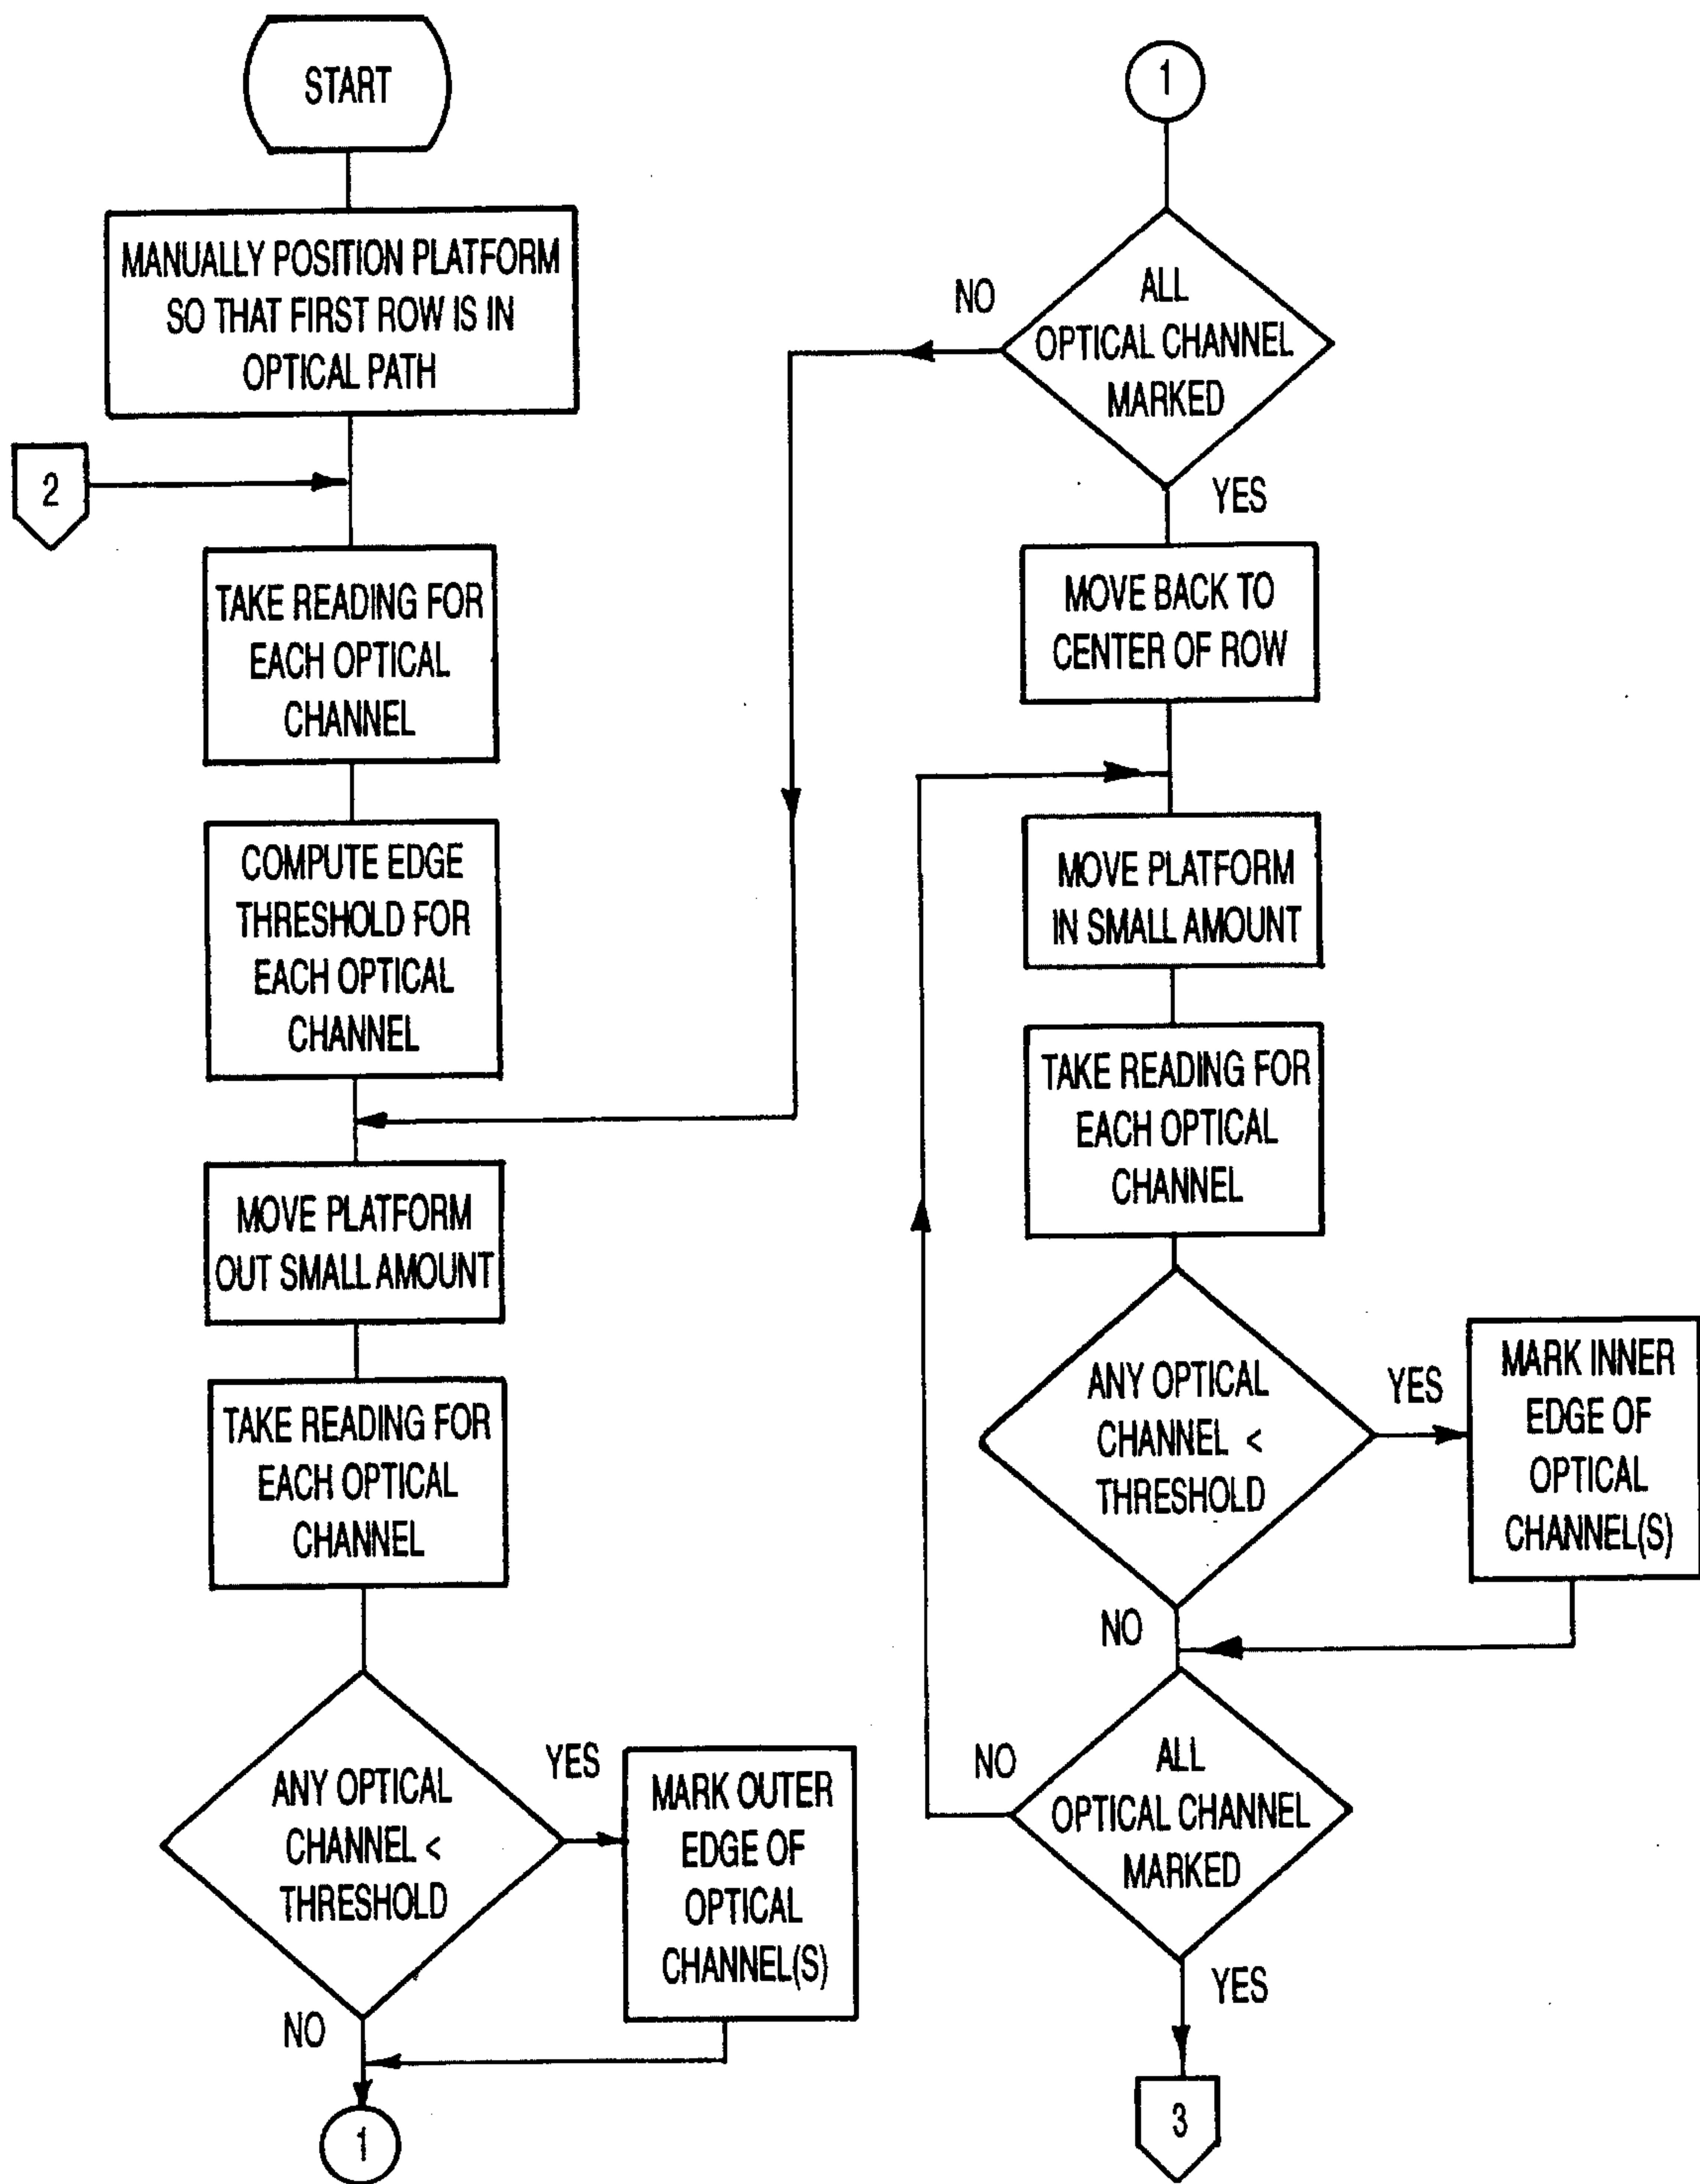 START
MANUALLY POSITION PLATFORM
SO THAT FIRST ROW IS IN
OPTICAL PATH
2
TAKE READING FOR
EACH OPTICAL
CHANNEL
COMPUTE EDGE
THRESHOLD FOR
EACH OPTICAL
CHANNEL
MOVE PLATFORM
OUT SMALL AMOUNT
TAKE READING FOR
EACH OPTICAL
CHANNEL
ANY OPTICAL
CHANNEL <
THRESHOLD
YES
MARK OUTER
EDGE OF
OPTICAL
CHANNEL(S)
NO
1
1
ALL
OPTICAL CHANNEL
MARKED
NO
YES
MOVE BACK TO
CENTER OF ROW
MOVE PLATFORM
IN SMALL AMOUNT
TAKE READING FOR
EACH OPTICAL
CHANNEL
ANY OPTICAL
CHANNEL <
THRESHOLD
YES
MARK INNER
EDGE OF
OPTICAL
CHANNEL(S)
NO
ALL
OPTICAL CHANNEL
MARKED
NO
YES
3